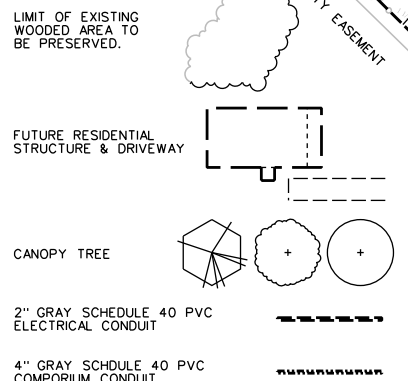 LIMIT OF EXISTING
WOODED AREA TO
BE PRESERVED.
EASEMENT
FUTURE RESIDENTIAL
STRUCTURE & DRIVEWAY
CANOPY TREE
2" GRAY SCHEDULE 40 PVC
ELECTRICAL CONDUIT
4" GRAY SCHDULE 40 PVC
COMPORIUM CONDUIT